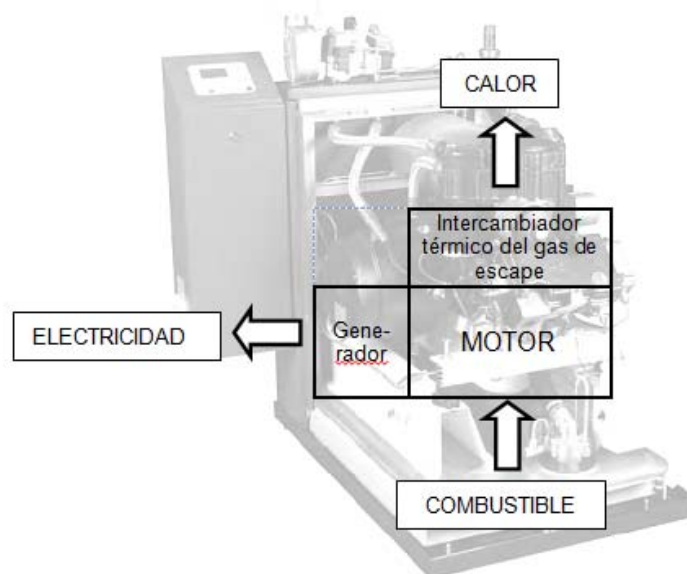 CALOR
Intercambiador
térmico del gas de
escape
ELECTRICIDAD
Gene-
rador
MOTOR
COMBUSTIBLE